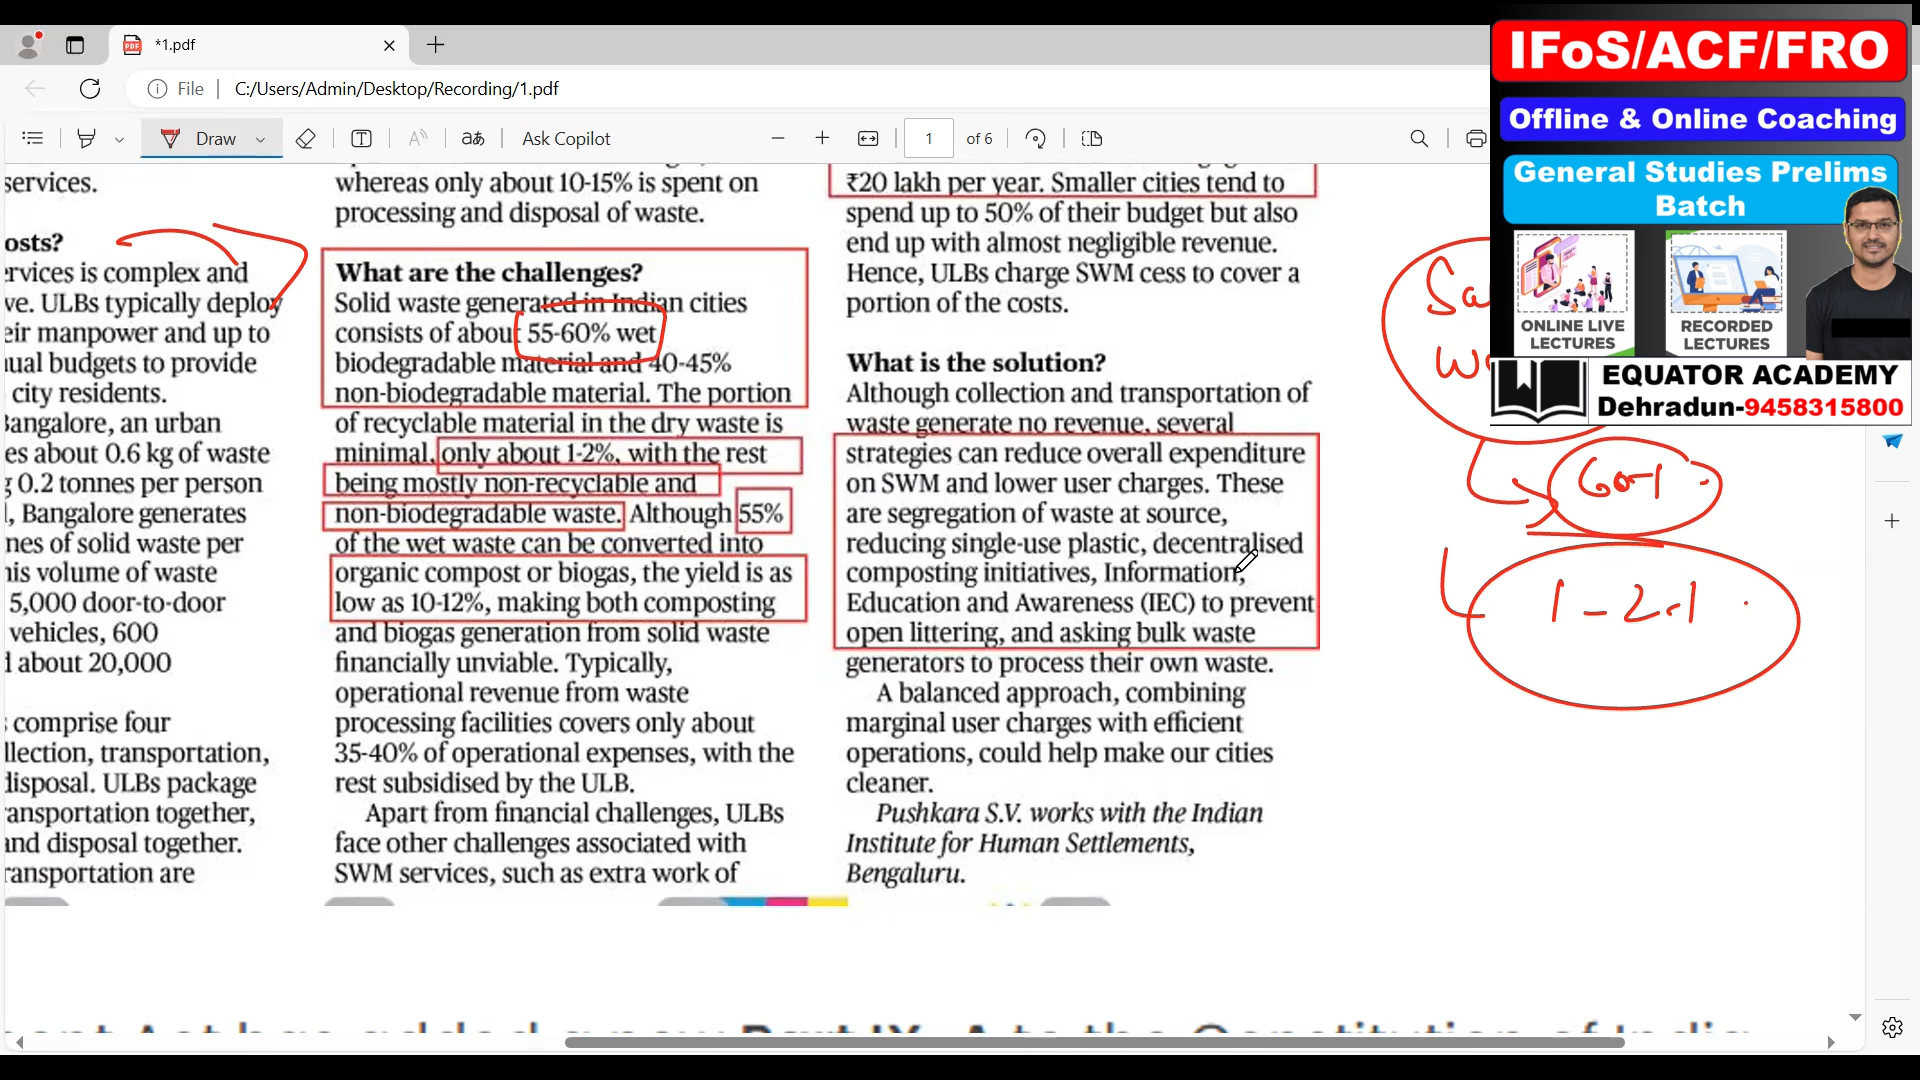 *1.pdf
File
C:/Users/Admin/Desktop/Recording/1.pdf
Draw
aあ
Ask Copilot
1
of 6
services.
osts?
ervices is complex and
ve. ULBs typically deploy
eir manpower and up to
ual budgets to provide
city residents.
Bangalore, an urban
es about 0.6 kg of waste
g 0.2 tonnes per person
l, Bangalore generates
nes of solid waste per
his volume of waste
5,000 door-to-door
vehicles, 600
l about 20,000
comprise four
llection, transportation,
disposal. ULBs package
ransportation together,
and disposal together.
ransportation are
whereas only about 10-15% is spent on
processing and disposal of waste.
What are the challenges?
Solid waste generated in Indian cities
consists of about 55-60% wet
biodegradable material and 40-45%
non-biodegradable material. The portion
of recyclable material in the dry waste is
minimal, only about 1-2%, with the rest
being mostly non-recyclable and
non-biodegradable waste. Although 55%
of the wet waste can be converted into
organic compost or biogas, the yield is as
low as 10-12%, making both composting
and biogas generation from solid waste
financially unviable. Typically,
operational revenue from waste
processing facilities covers only about
35-40% of operational expenses, with the
rest subsidised by the ULB.
Apart from financial challenges, ULBs
face other challenges associated with
SWM services, such as extra work of
₹20 lakh per year. Smaller cities tend to
spend up to 50% of their budget but also
end up with almost negligible revenue.
Hence, ULBs charge SWM cess to cover a
portion of the costs.
What is the solution?
Although collection and transportation of
waste generate no revenue, several
strategies can reduce overall expenditure
on SWM and lower user charges. These
are segregation of waste at source,
reducing single-use plastic, decentralised
composting initiatives, Information,
Education and Awareness (IEC) to prevent
open littering, and asking bulk waste
generators to process their own waste.
A balanced approach, combining
marginal user charges with efficient
operations, could help make our cities
cleaner.
Pushkara S.V. works with the Indian
Institute for Human Settlements,
Bengaluru.
IFoS/ACF/FRO
Offline & Online Coaching
General Studies Prelims
Batch
ONLINE LIVE
LECTURES
RECORDED
LECTURES
EQUATOR ACADEMY
Dehradun-9458315800